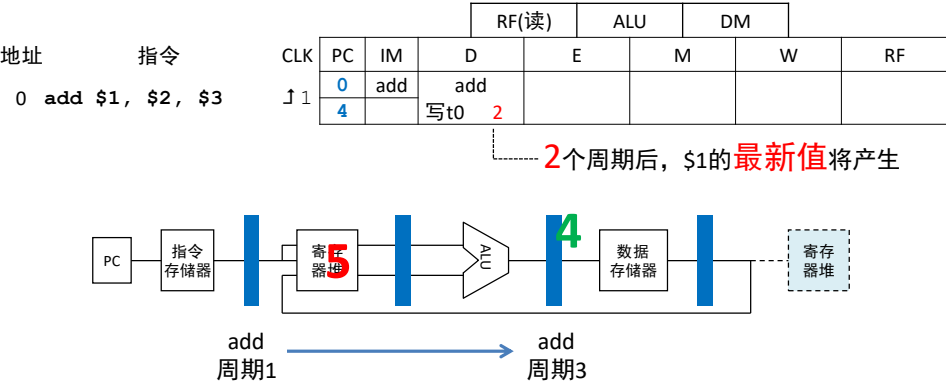 RF(读) ALU DM
地址 指令 CLK PC IM D E M W RF
0 add add
0 add $1, $2, $3 1
4 写t0 2
2个周期后，$1的最新值将产生
PC 指令存储器 寄存器堆 5 ALU 4 数据存储器 寄存器堆
add add
周期1 周期3